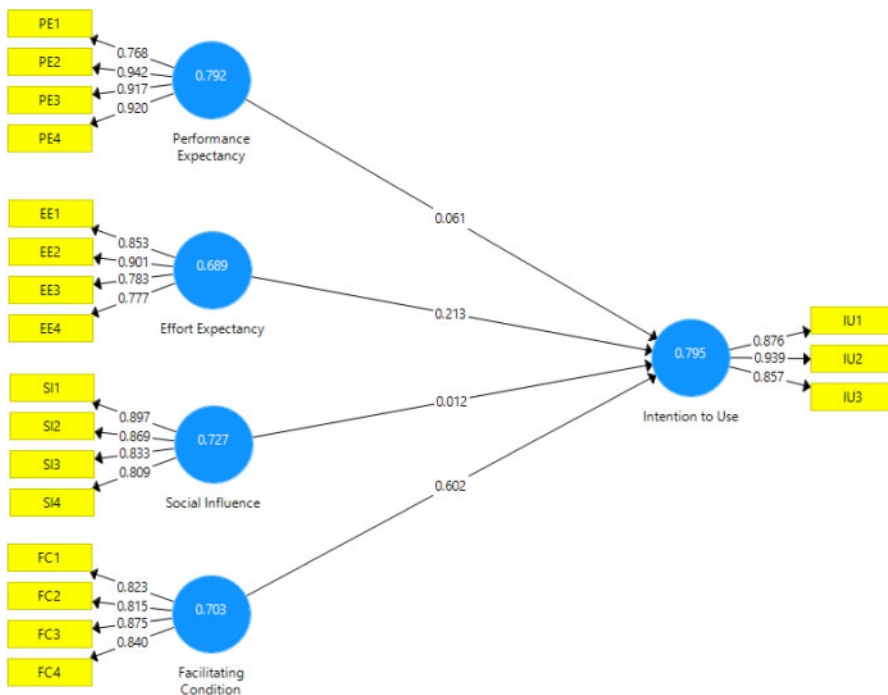 PE1
0.768
PE2
0.942
PE3
0.917
0.920
PE4
0.792
Performance
Expectancy
0.061
EE1
0.853
EE2
0.901
EE3
0.783
0.777
EE4
0.689
Effort Expectancy
0.213
SI1
0.897
SI2
0.869
SI3
0.833
0.809
SI4
0.727
Social Influence
0.012
FC1
0.823
FC2
0.815
FC3
0.875
0.840
FC4
0.703
Facilitating
Condition
0.602
0.795
Intention to Use
IU1
0.876
IU2
0.939
0.857
IU3